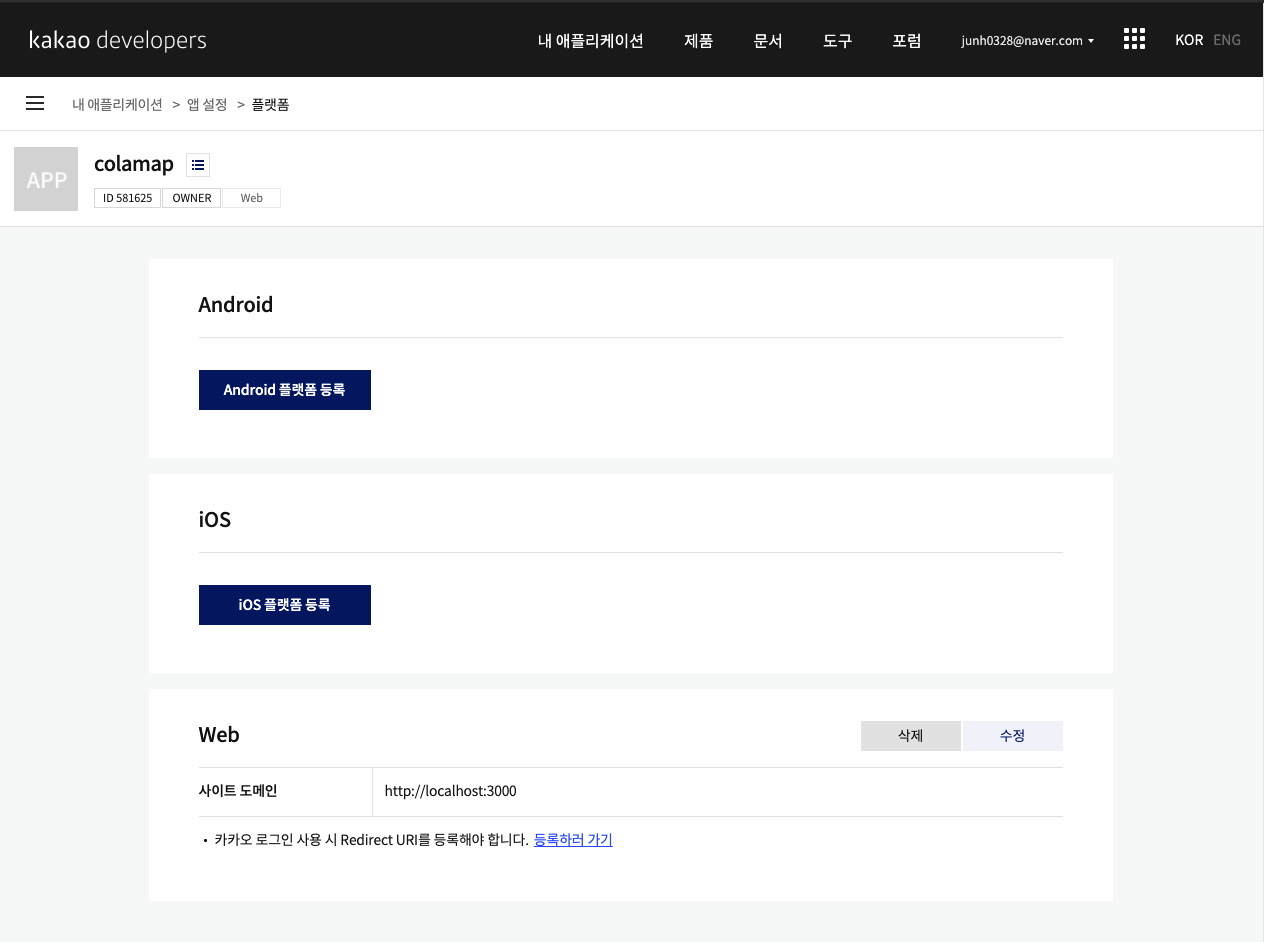 kakao developers 내 애플리케이션 제품 문서 도구 포럼 junh0328@naver.com KOR ENG
내 애플리케이션 > 앱 설정 > 플랫폼
APP
colamap
ID 581625 OWNER Web
Android
Android 플랫폼 등록
iOS
iOS 플랫폼 등록
Web 삭제 수정
사이트 도메인 http://localhost:3000
• 카카오 로그인 사용 시 Redirect URI를 등록해야 합니다. 등록하러 가기